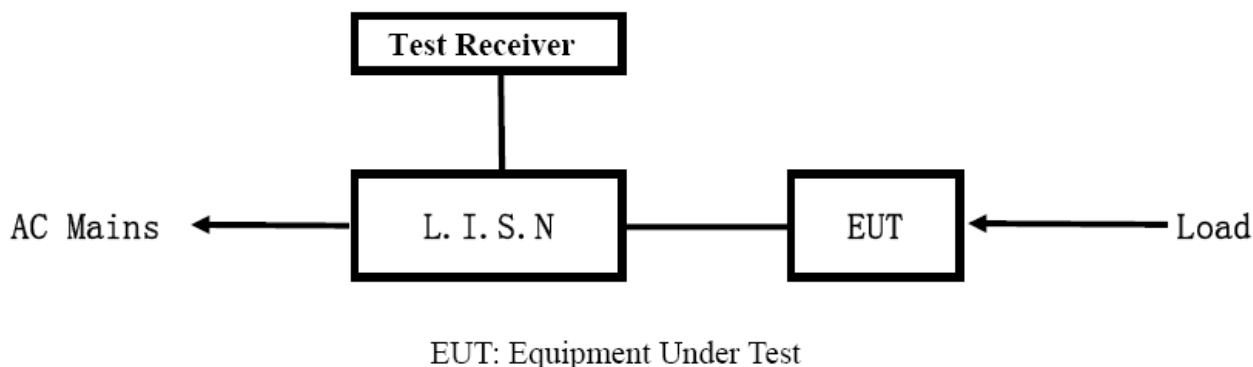 Test Receiver
AC Mains
L.I.S.N
EUT
Load
EUT: Equipment Under Test